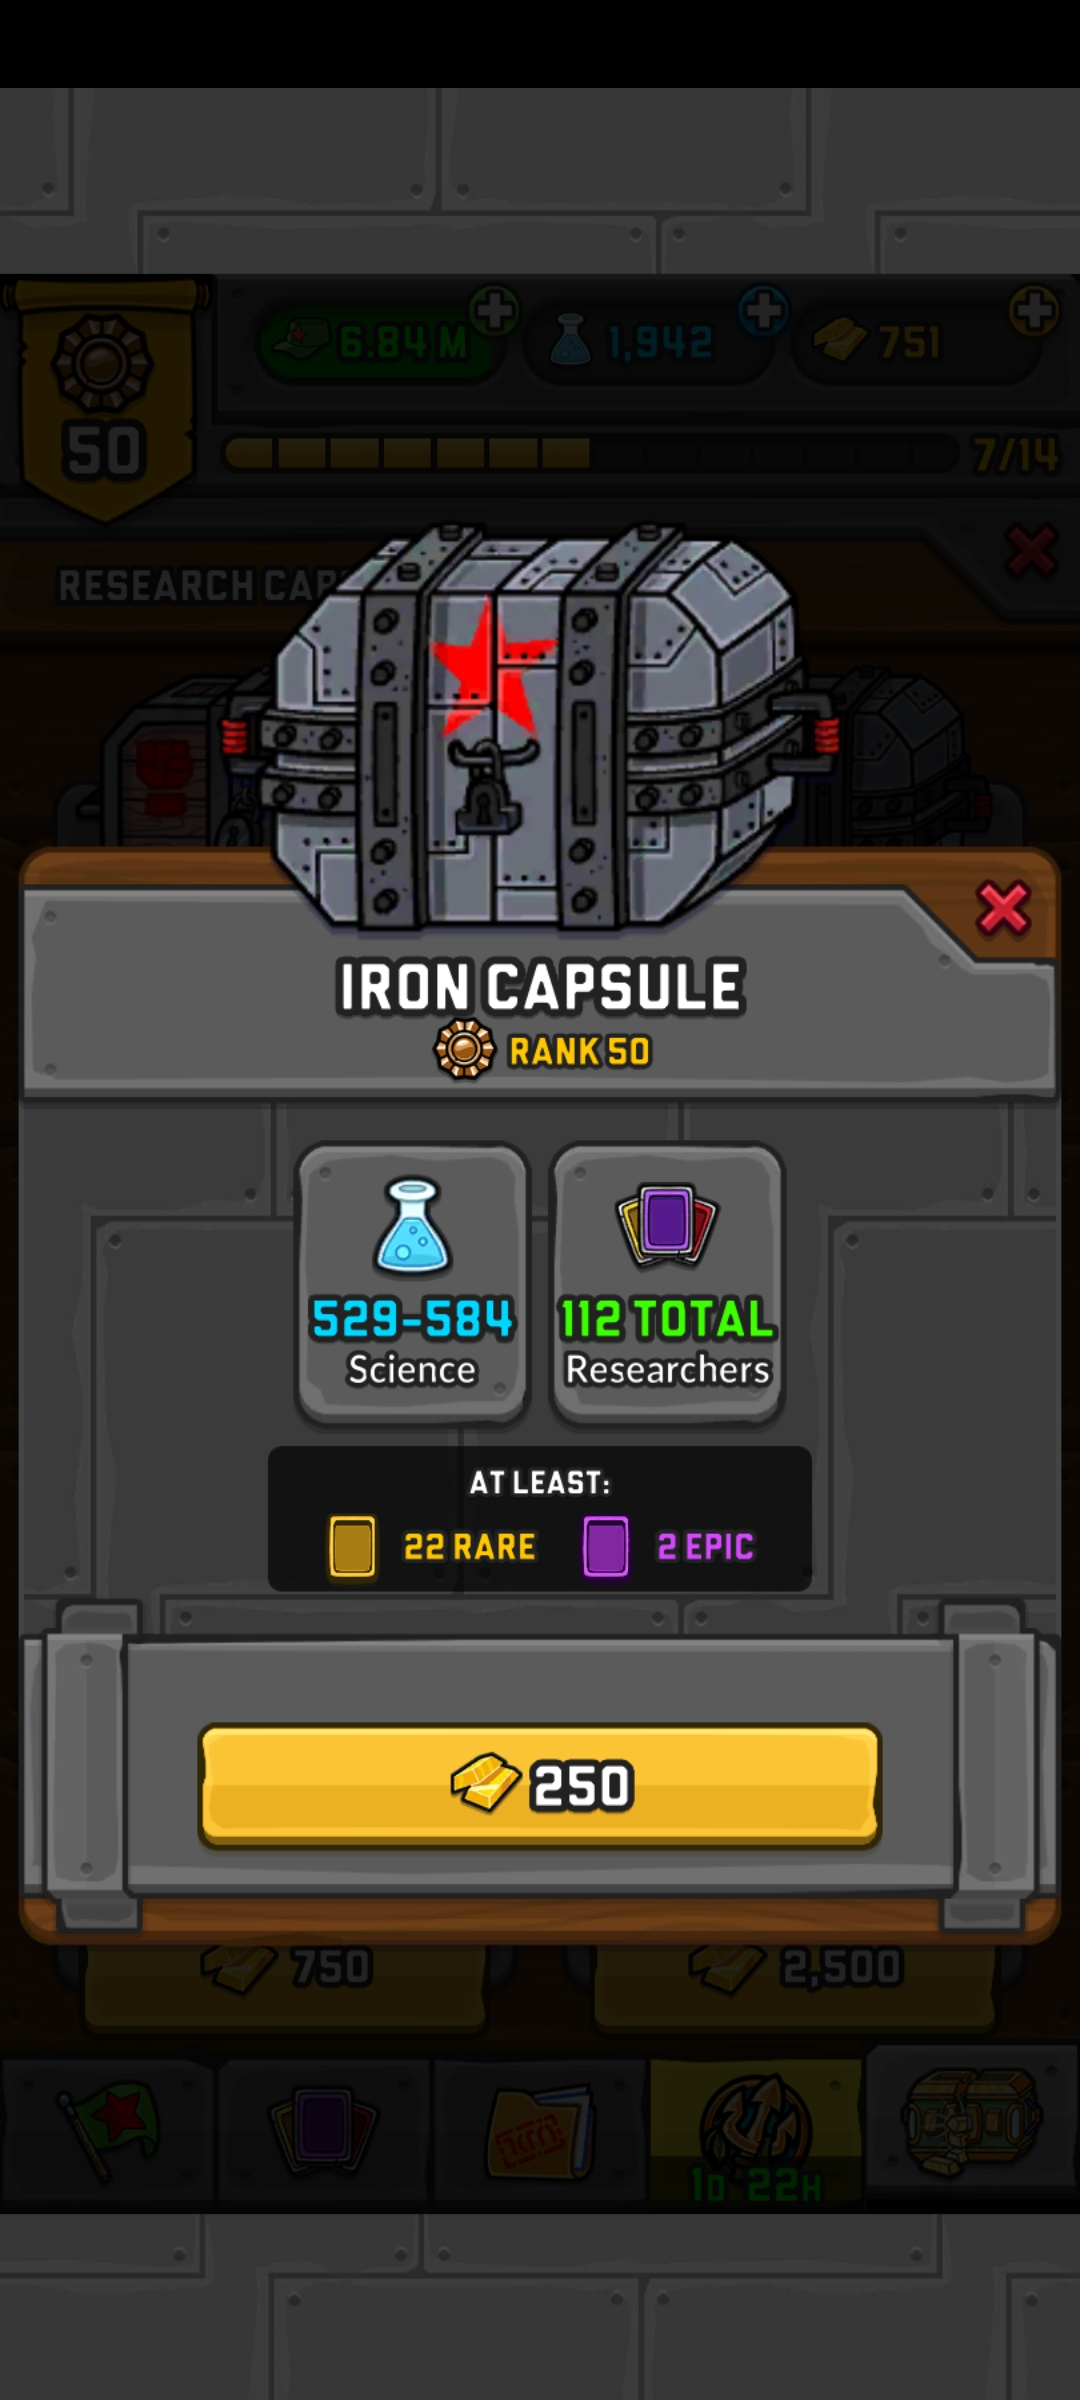 6.84 M
1,942
751
50
7/14
RESEARCH
IRON CAPSULE
RANK 50
529-584
Science
112 TOTAL
Researchers
AT LEAST:
22 RARE
2 EPIC
250
750
2,500
1D 22H